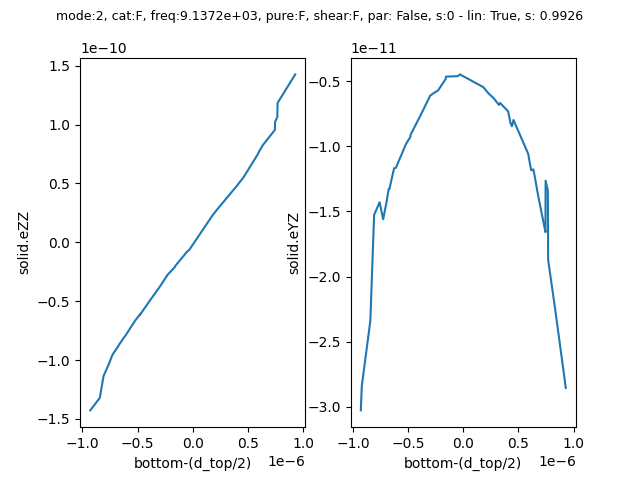 mode:2, cat:F, freq:9.1372e+03, pure:F, shear:F, par: False, s:0 - lin: True, s: 0.9926
1e−10
1e−11
1.5
1.0
0.5
0.0
−0.5
−1.0
−1.5
solid.eZZ
−1.0
−0.5
0.0
0.5
1.0
bottom-(d_top/2)
1e−6
−0.5
−1.0
−1.5
−2.0
−2.5
−3.0
solid.eYZ
−1.0
−0.5
0.0
0.5
1.0
bottom-(d_top/2)
1e−6